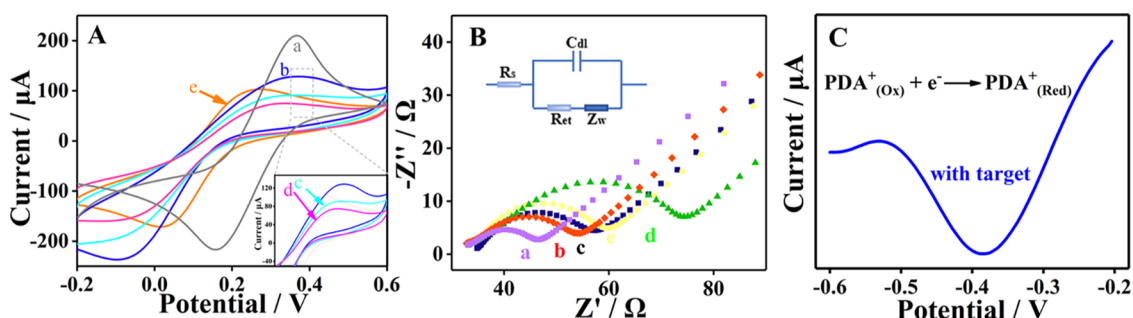 A
Current / μA
200
100
0
-100
-200
-0.2
0.0
0.2
0.4
0.6
Potential / V
a
b
e
Current / μA
120
80
40
0
-40
c
d
B
-Z'' / Ω
40
30
20
10
0
40
60
80
Z' / Ω
Rs
Cdl
Ret
Zw
a
b
c
e
d
C
Current / μA
PDA+(Ox) + e- → PDA+(Red)
with target
-0.6
-0.5
-0.4
-0.3
-0.2
Potential / V